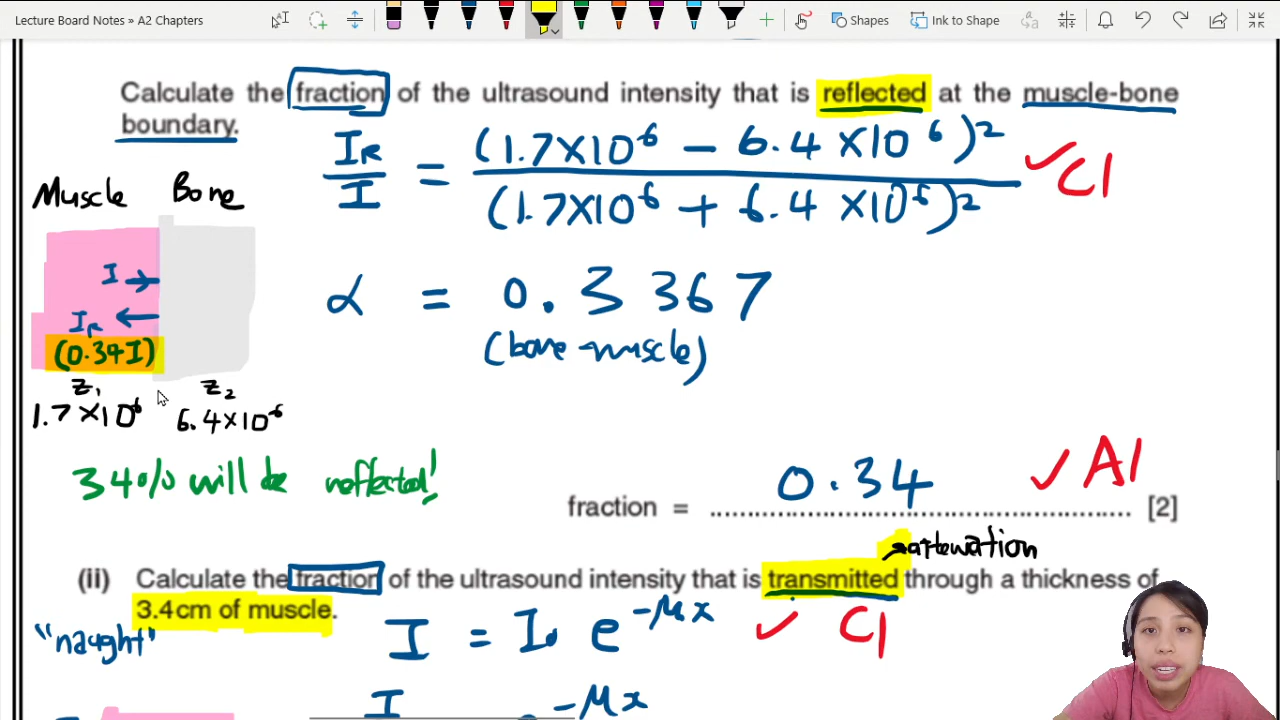 Lecture Board Notes » A2 Chapters
Shapes
Ink to Shape
Calculate the fraction of the ultrasound intensity that is reflected at the muscle-bone
boundary.
I_R / I = (1.7×10⁶ – 6.4×10⁶)² / (1.7×10⁶ + 6.4×10⁶)² ✓ C1
Muscle Bone
I →
I_R ←
(0.34I)
Z₁ Z₂
1.7×10⁶ 6.4×10⁶
α = 0.3367
(bone-muscle)
34% will be reflected!
fraction = 0.34 [2] ✓ A1
attenuation
(ii) Calculate the fraction of the ultrasound intensity that is transmitted through a thickness of
3.4cm of muscle.
"naught"
I = I₀ e^-μx ✓ C1
I
-μx